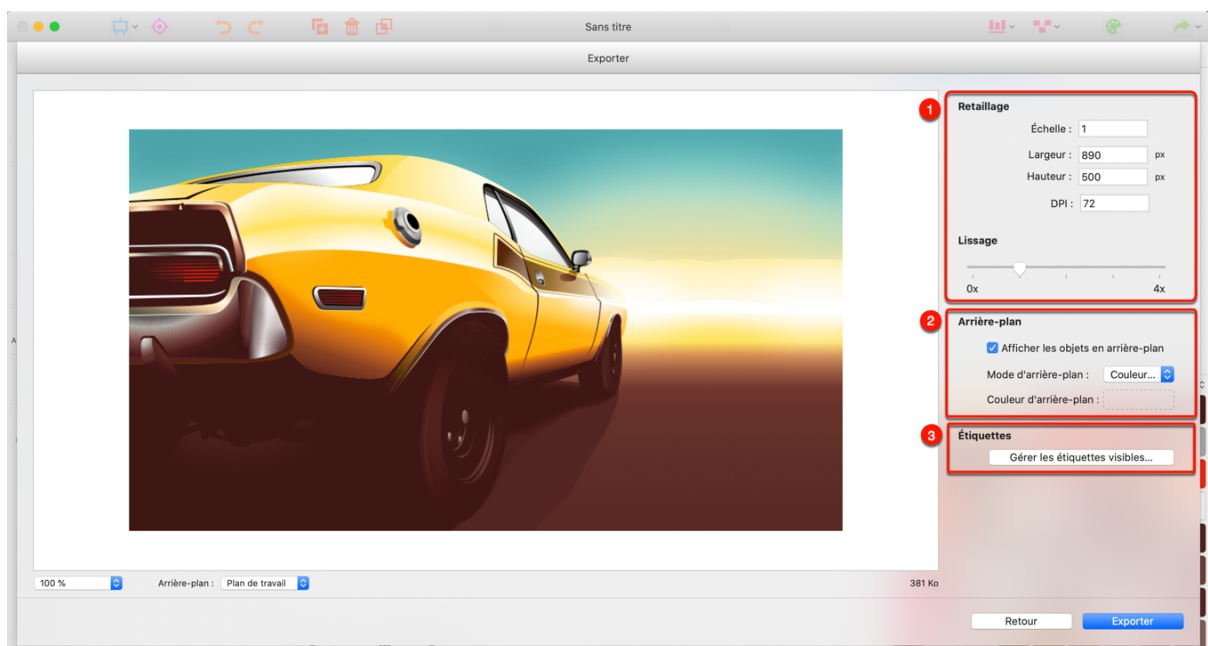 Sans titre
Exporter
1
Retaillage
Échelle : 1
Largeur : 890 px
Hauteur : 500 px
DPI : 72
Lissage
0x 4x
2
Arrière-plan
Afficher les objets en arrière-plan
Mode d'arrière-plan : Couleur...
Couleur d'arrière-plan :
3
Étiquettes
Gérer les étiquettes visibles...
100 % Arrière-plan : Plan de travail 381 Ko
Retour Exporter